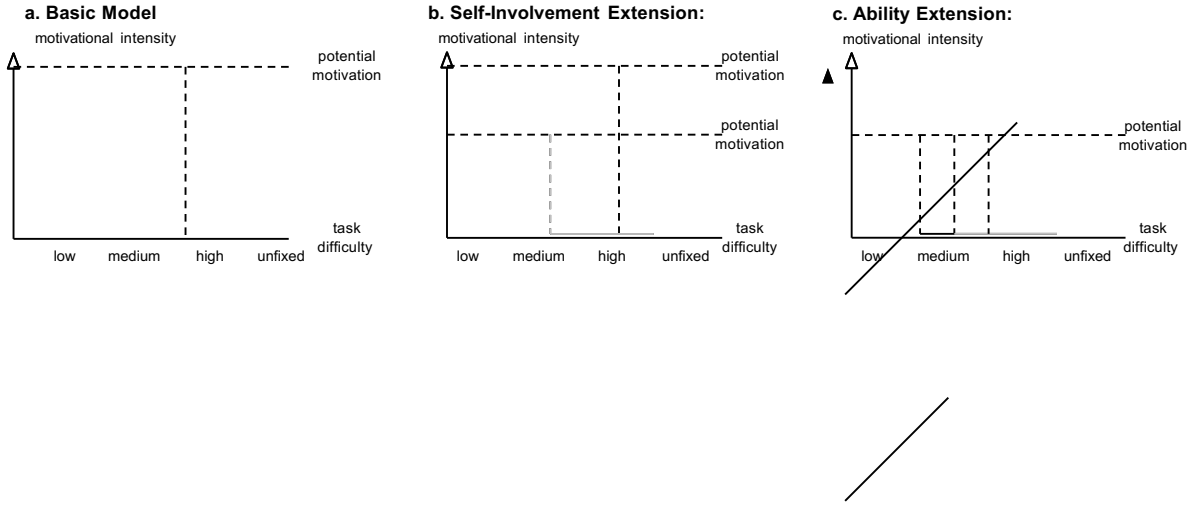 a. Basic Model
motivational intensity
potential
motivation
task
difficulty
low medium high unfixed
b. Self-Involvement Extension:
motivational intensity
potential
motivation
potential
motivation
task
difficulty
low medium high unfixed
c. Ability Extension:
motivational intensity
potential
motivation
task
difficulty
low medium high unfixed